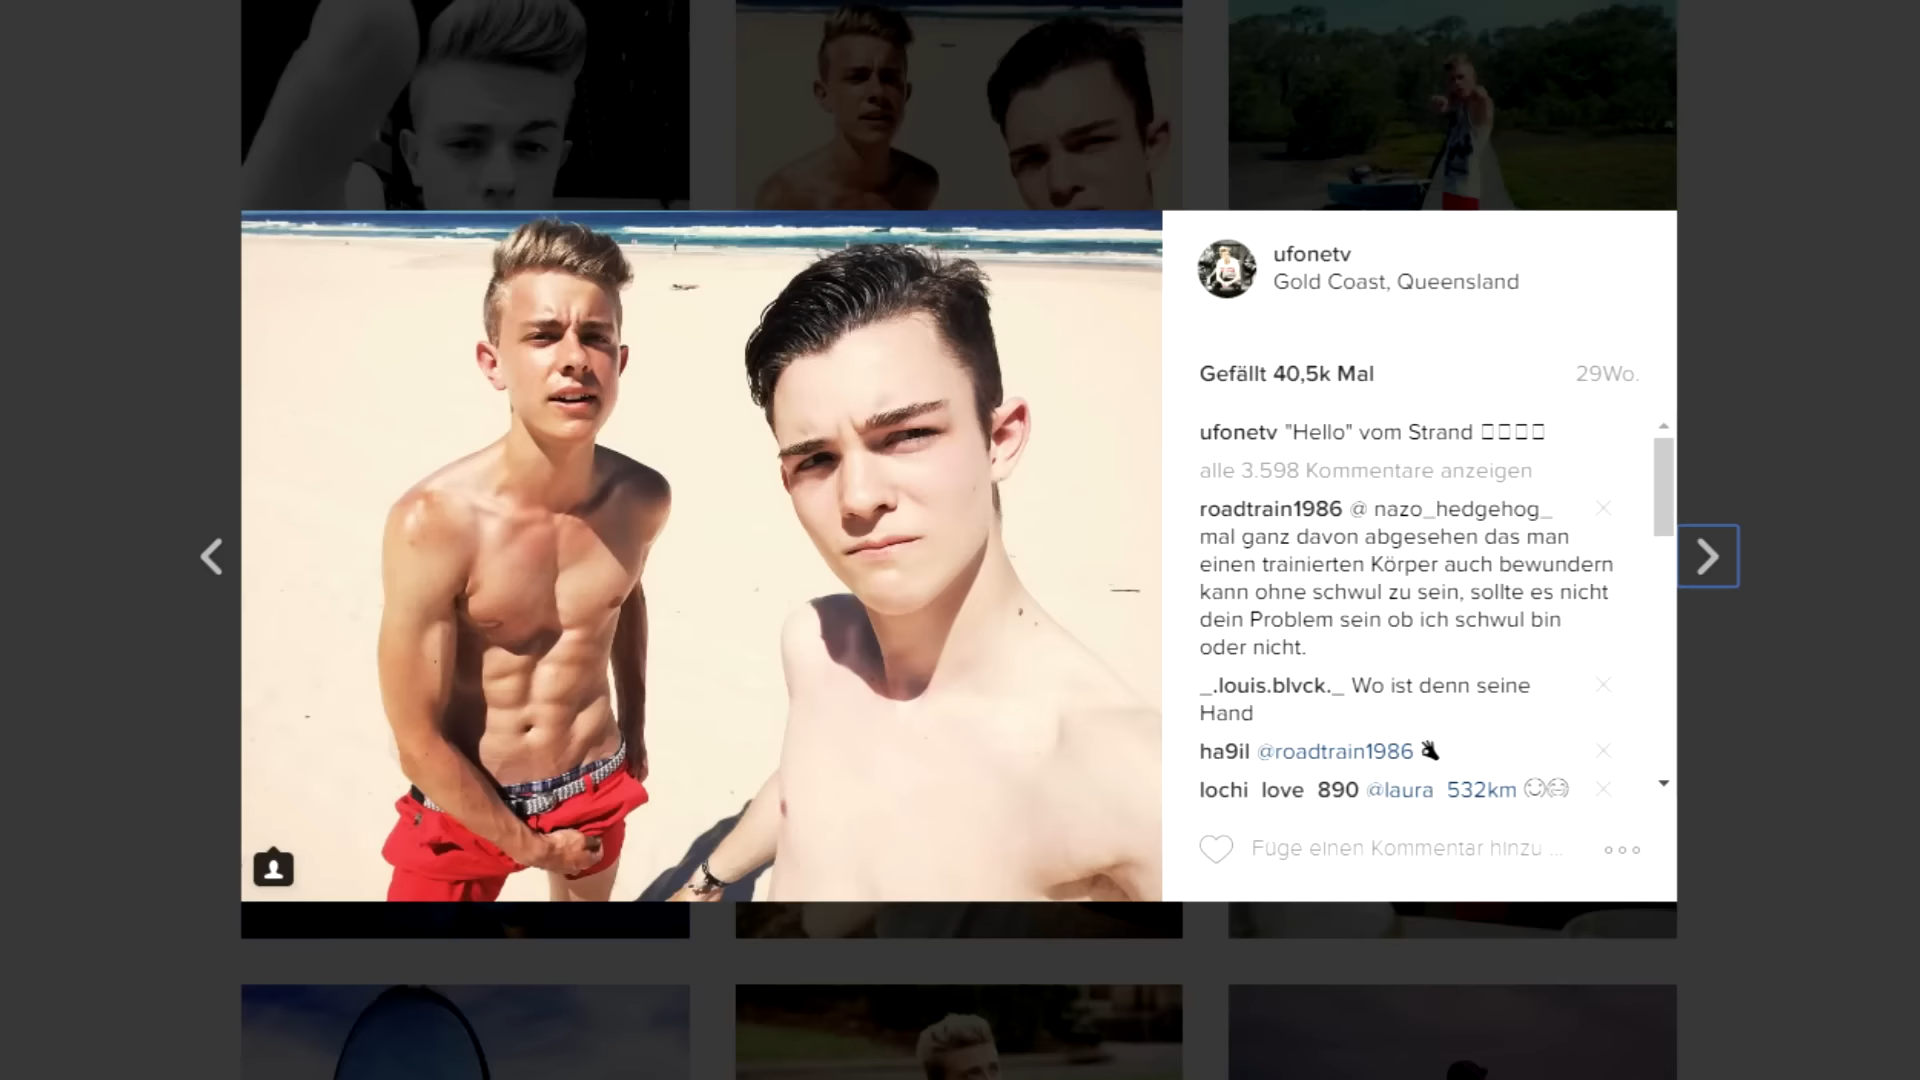 ufonetv
Gold Coast, Queensland
Gefällt 40,5k Mal
29Wo.
ufonetv "Hello" vom Strand
alle 3.598 Kommentare anzeigen
roadtrain1986 @ nazo_hedgehog_
mal ganz davon abgesehen das man
einen trainierten Körper auch bewundern
kann ohne schwul zu sein, sollte es nicht
dein Problem sein ob ich schwul bin
oder nicht.
_.louis.blvck._ Wo ist denn seine
Hand
ha9il @roadtrain1986
lochi love 890 @laura 532km
Füge einen Kommentar hinzu ...